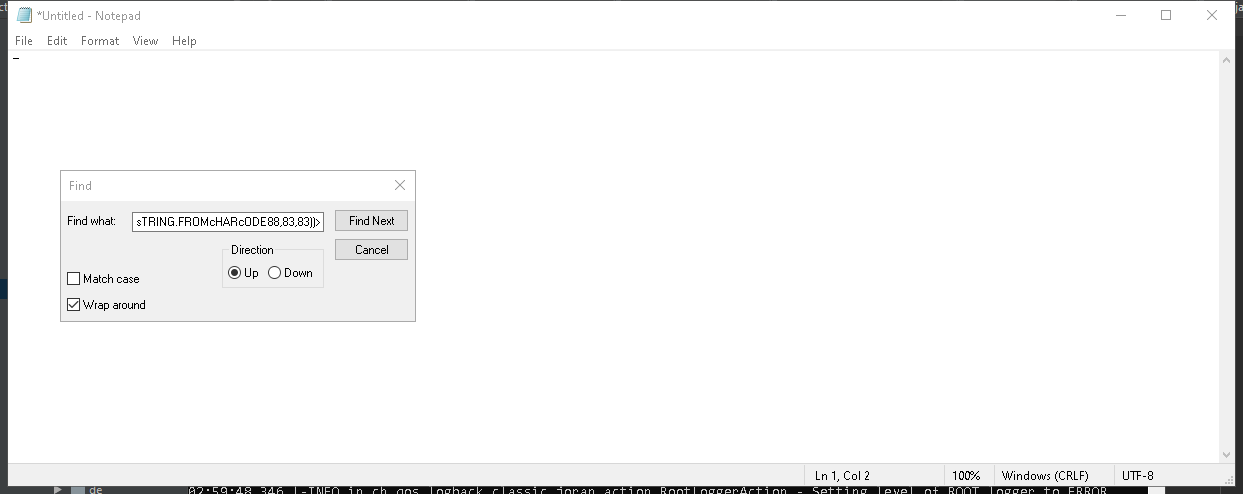 *Untitled - Notepad
File Edit Format View Help
-
Find
Find what: sTRING.FROMcHARcODE88,83,83))> Find Next
Direction Cancel
Up Down
Match case
Wrap around
Ln 1, Col 2 100% Windows (CRLF) UTF-8
de 02:59:48,346 |-INFO in ch.qos.logback.classic.joran.action.RootLoggerAction - Setting level of ROOT logger to ERROR